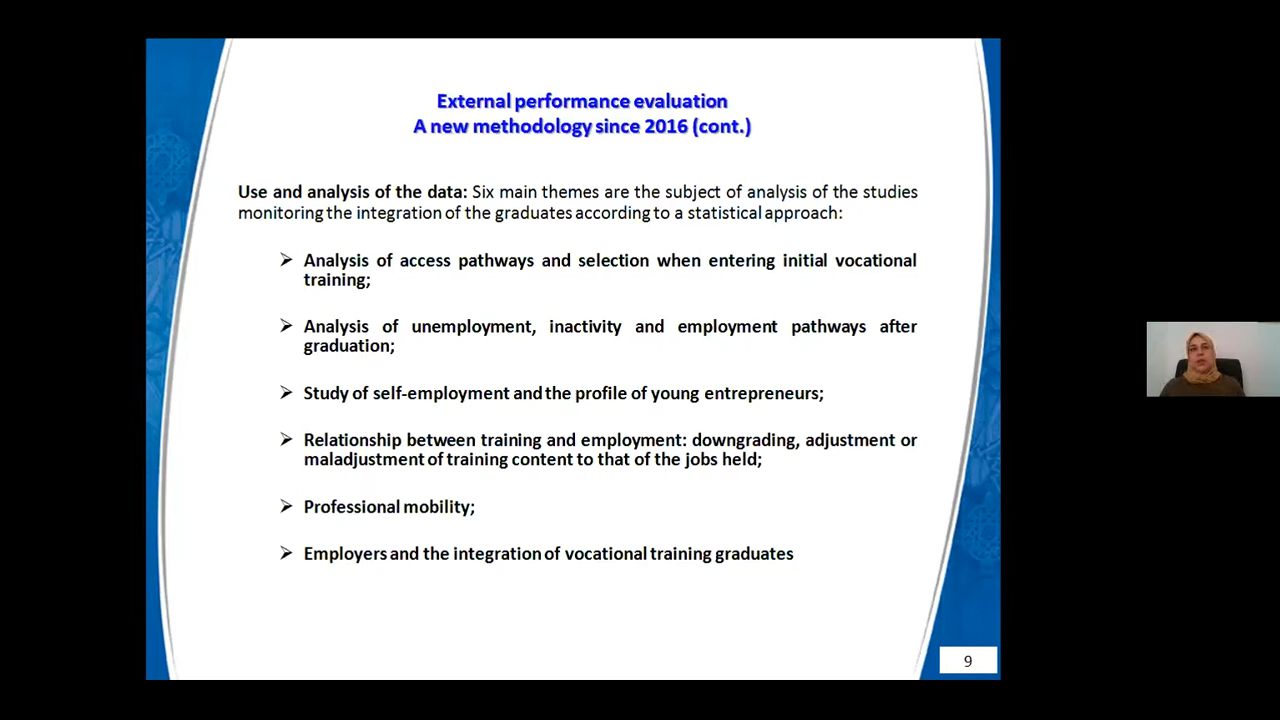 External performance evaluation
A new methodology since 2016 (cont.)
Use and analysis of the data: Six main themes are the subject of analysis of the studies
monitoring the integration of the graduates according to a statistical approach:
➢ Analysis of access pathways and selection when entering initial vocational
training;
➢ Analysis of unemployment, inactivity and employment pathways after
graduation;
➢ Study of self-employment and the profile of young entrepreneurs;
➢ Relationship between training and employment: downgrading, adjustment or
maladjustment of training content to that of the jobs held;
➢ Professional mobility;
➢ Employers and the integration of vocational training graduates
9